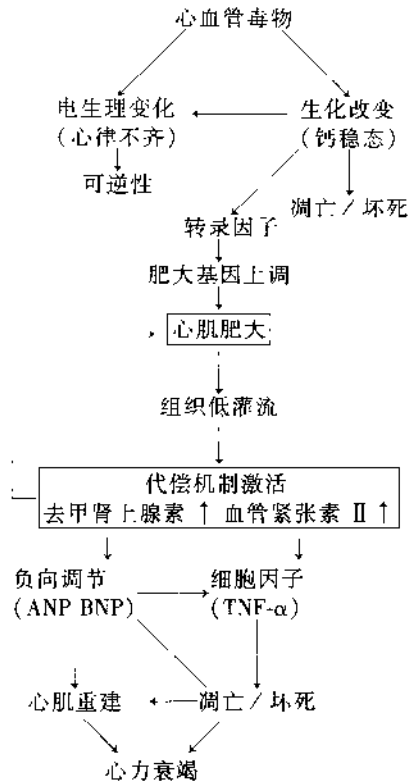 心血管毒物
电生理变化 生化改变
(心律不齐) (钙稳态)
可逆性 凋亡/坏死
转录因子
肥大基因上调
心肌肥大
组织低灌流
代偿机制激活
去甲肾上腺素 ↑ 血管紧张素 Ⅱ ↑
负向调节 细胞因子
(ANP BNP) (TNF-α)
心肌重建 凋亡/坏死
心力衰竭